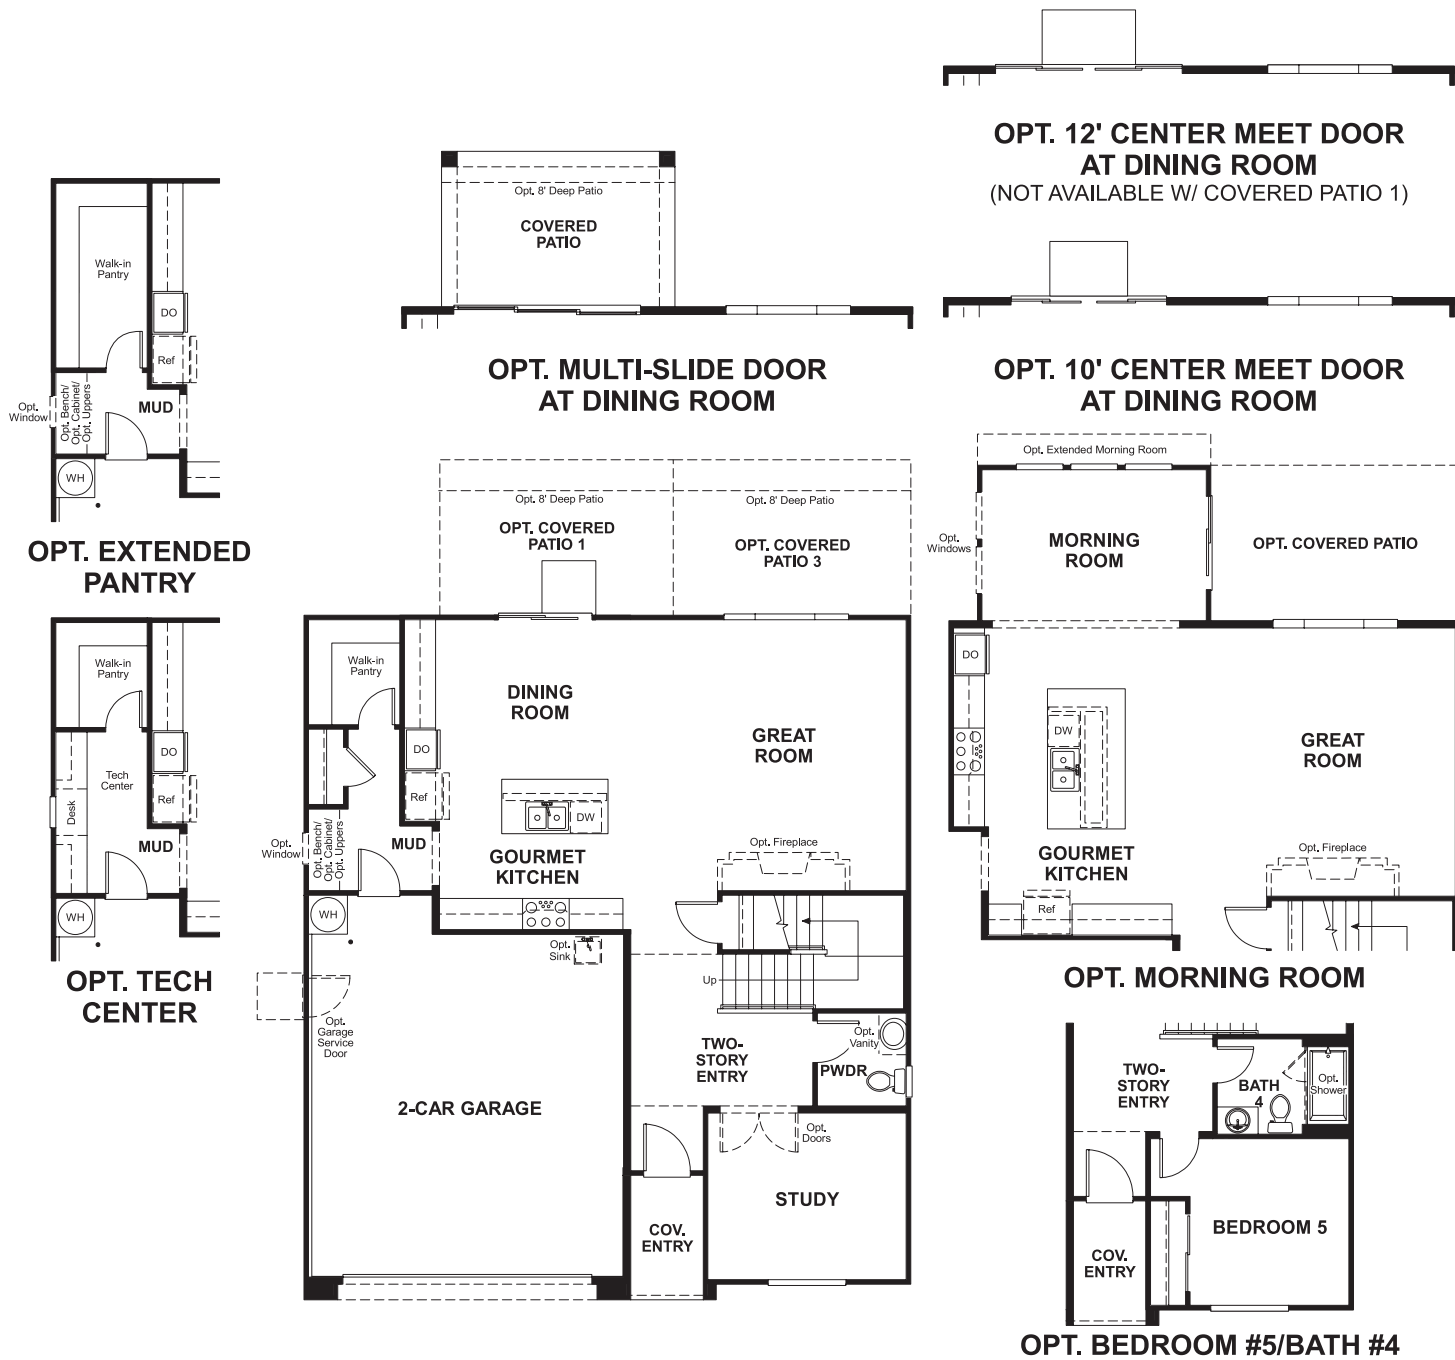 OPT. 12' CENTER MEET DOOR
AT DINING ROOM
(NOT AVAILABLE W/ COVERED PATIO 1)
Opt. 8' Deep Patio
COVERED
PATIO
OPT. MULTI-SLIDE DOOR
AT DINING ROOM
OPT. 10' CENTER MEET DOOR
AT DINING ROOM
Walk-in
Pantry
DO
Ref
Opt.
Window
Opt. Bench/
Opt. Cabinet/
Opt. Uppers
MUD
WH
OPT. EXTENDED
PANTRY
Walk-in
Pantry
DO
Tech
Center
Ref
Desk
MUD
WH
OPT. TECH
CENTER
Opt. 8' Deep Patio
OPT. COVERED
PATIO 1
Opt. 8' Deep Patio
OPT. COVERED
PATIO 3
Walk-in
Pantry
DINING
ROOM
GREAT
ROOM
DO
Ref
DW
Opt.
Window
Opt. Bench/
Opt. Cabinet/
Opt. Uppers
MUD
GOURMET
KITCHEN
Opt. Fireplace
WH
Opt.
Sink
Up
Opt.
Garage
Service
Door
TWO-
STORY
ENTRY
Opt.
Vanity
PWDR
2-CAR GARAGE
Opt.
Doors
STUDY
COV.
ENTRY
Opt. Extended Morning Room
Opt.
Windows
MORNING
ROOM
OPT. COVERED PATIO
DO
DW
GREAT
ROOM
GOURMET
KITCHEN
Opt. Fireplace
Ref
OPT. MORNING ROOM
TWO-
STORY
ENTRY
BATH
4
Opt.
Shower
BEDROOM 5
COV.
ENTRY
OPT. BEDROOM #5/BATH #4